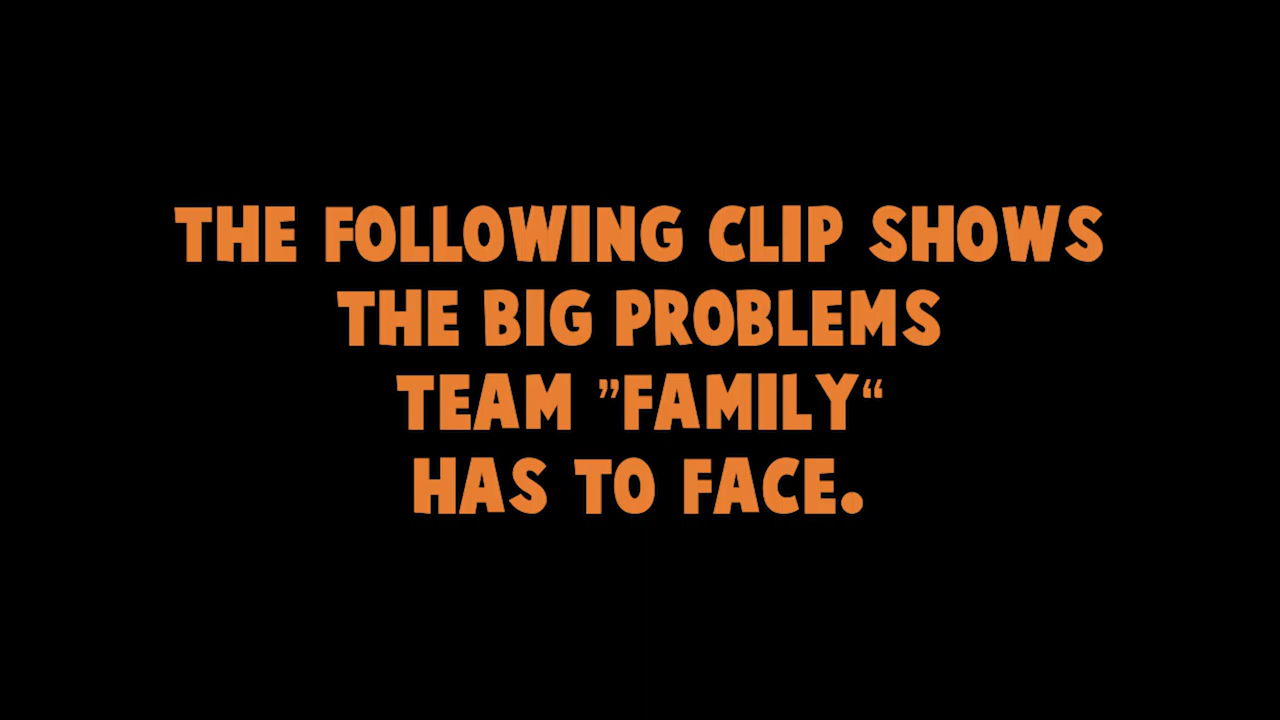 THE FOLLOWING CLIP SHOWS
THE BIG PROBLEMS
TEAM ”FAMILY“
HAS TO FACE.